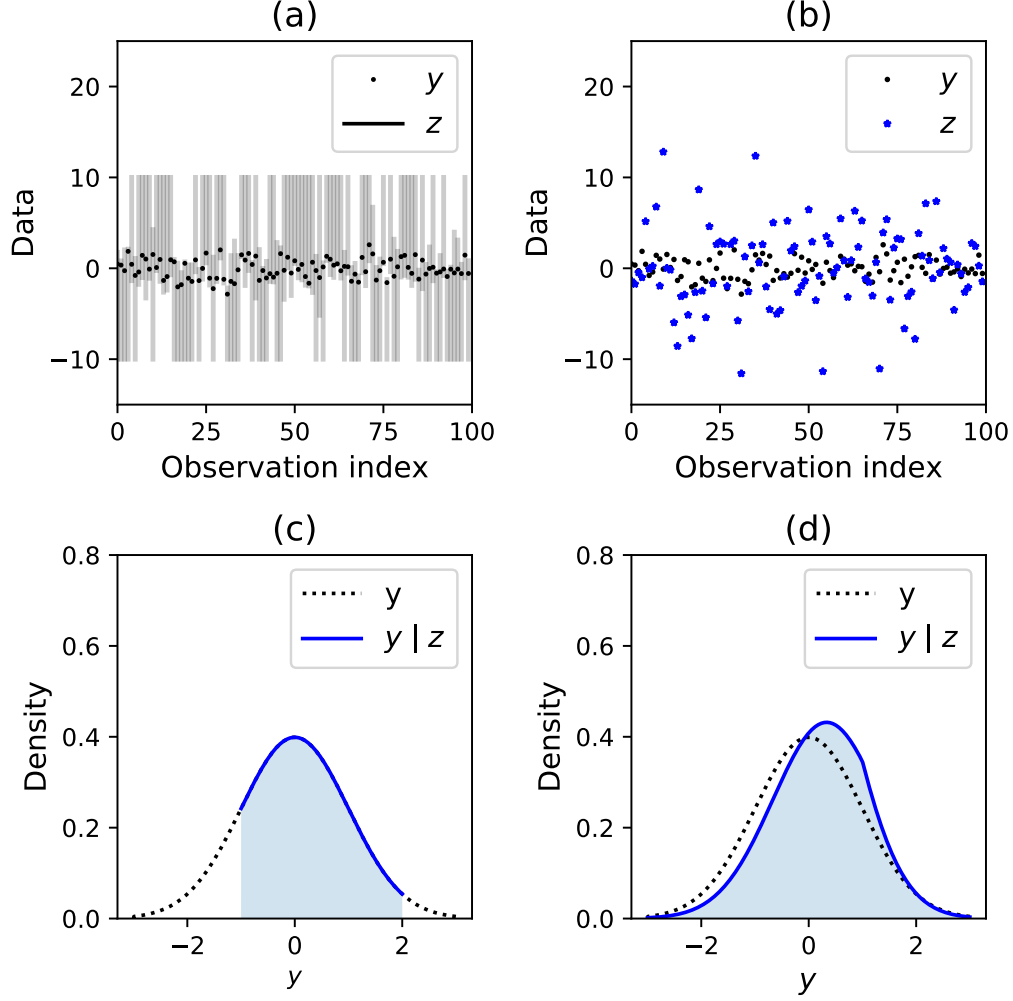 (a)
20
10
0
−10
Data
y
z
0 25 50 75 100
Observation index
(b)
20
10
0
−10
Data
y
z
0 25 50 75 100
Observation index
(c)
0.8
0.6
0.4
0.2
0.0
Density
y
y | z
−2 0 2
y
(d)
0.8
0.6
0.4
0.2
0.0
Density
y
y | z
−2 0 2
y